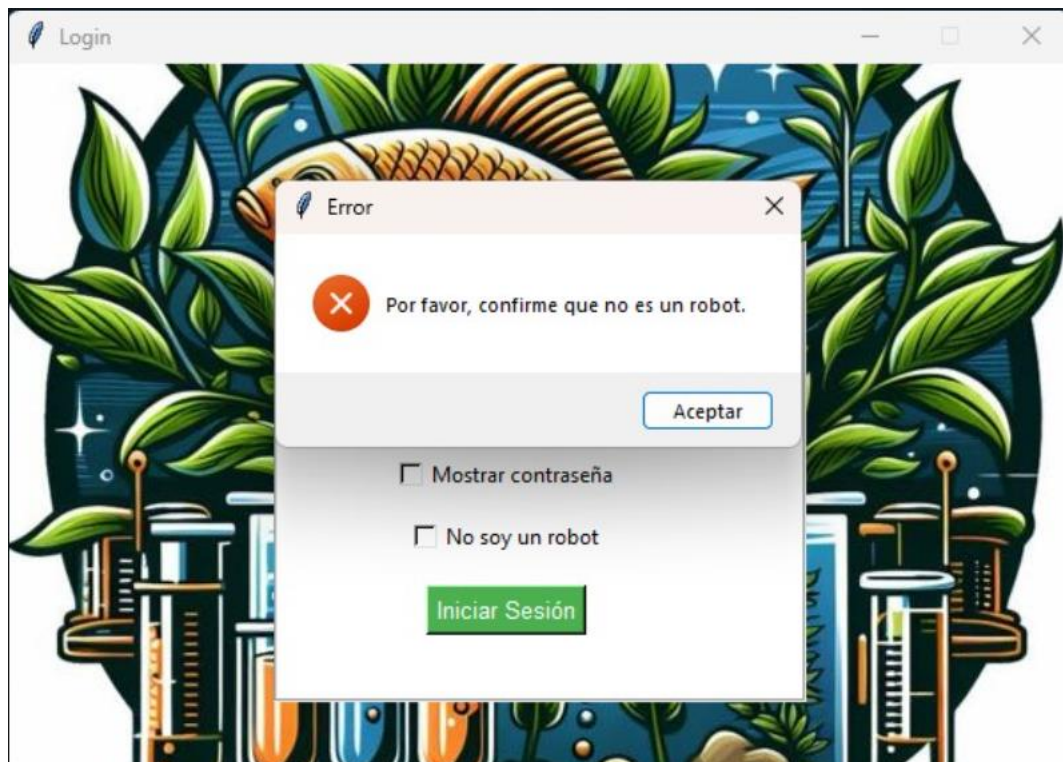 Login
Error
Por favor, confirme que no es un robot.
Aceptar
Mostrar contraseña
No soy un robot
Iniciar Sesión